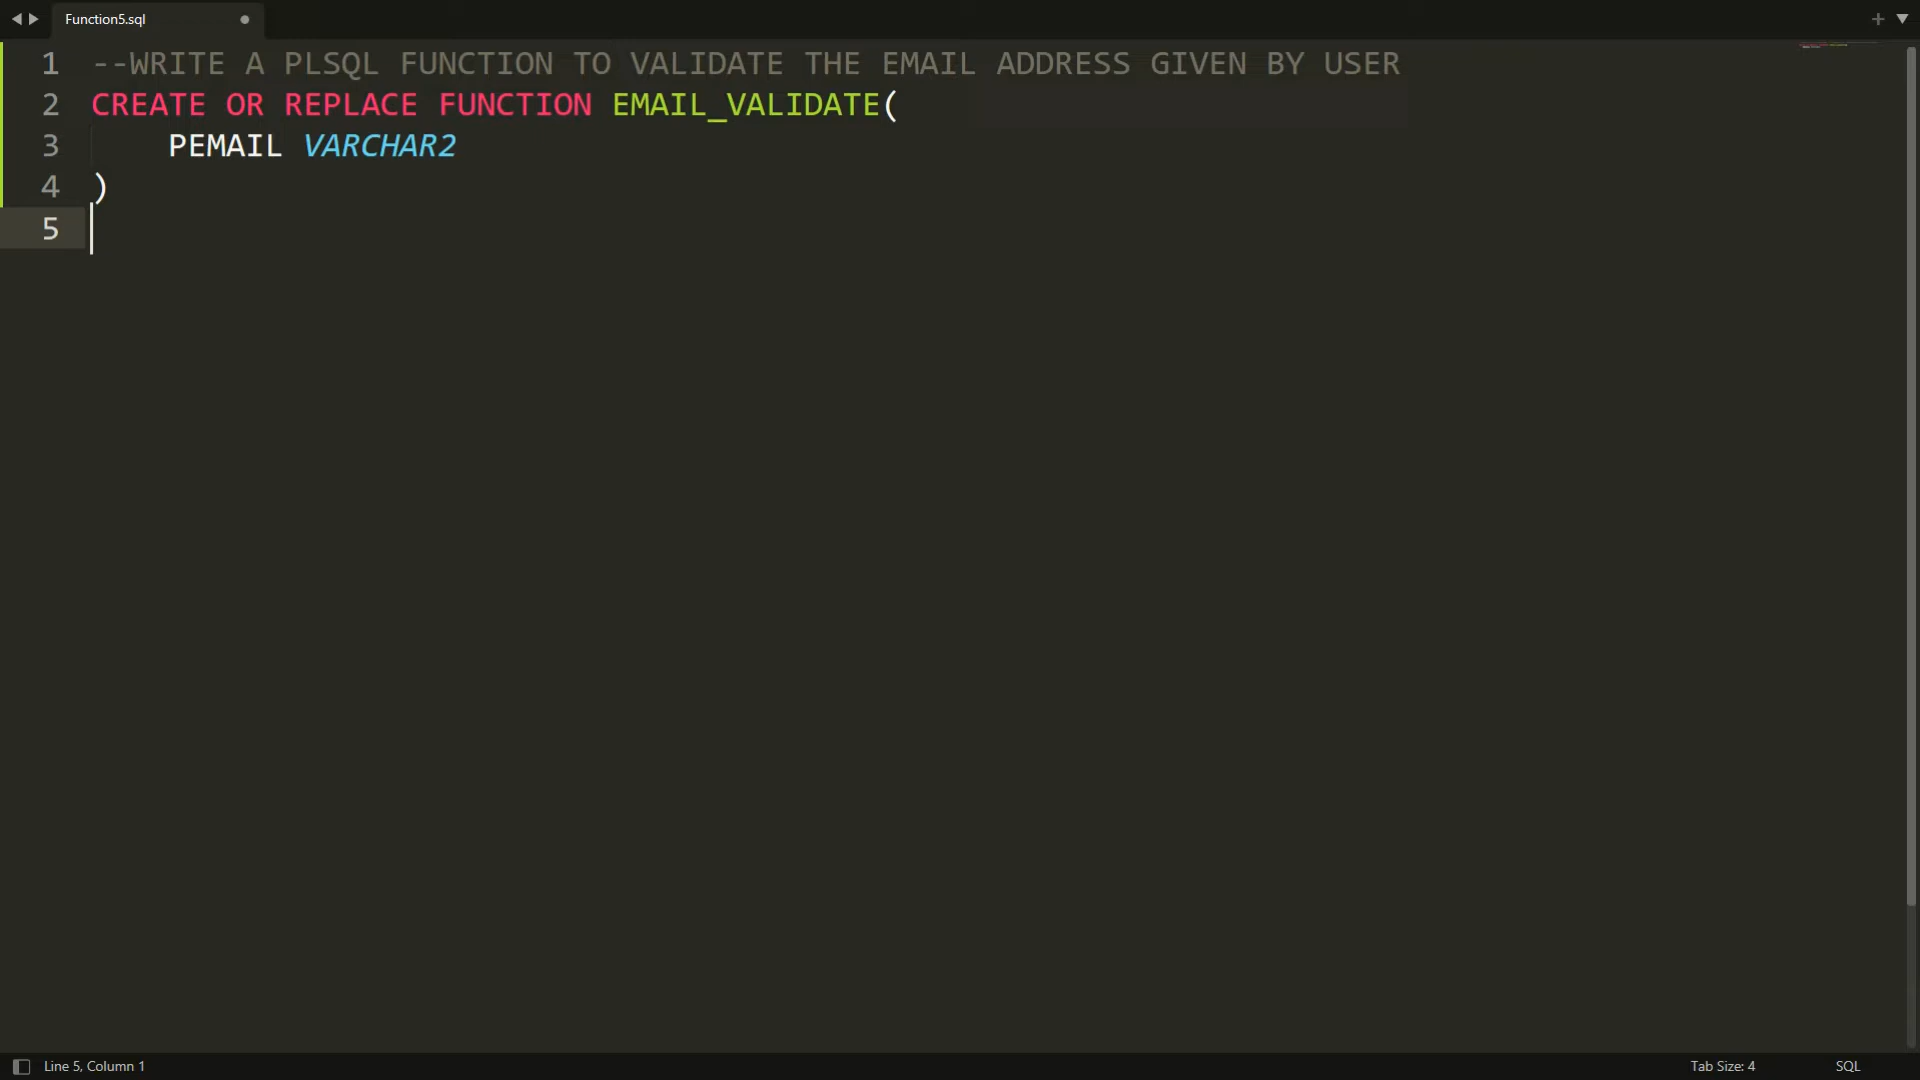 Function5.sql
1 --WRITE A PLSQL FUNCTION TO VALIDATE THE EMAIL ADDRESS GIVEN BY USER
2 CREATE OR REPLACE FUNCTION EMAIL_VALIDATE(
3     PEMAIL VARCHAR2
4 )
5
Line 5, Column 1
Tab Size: 4
SQL